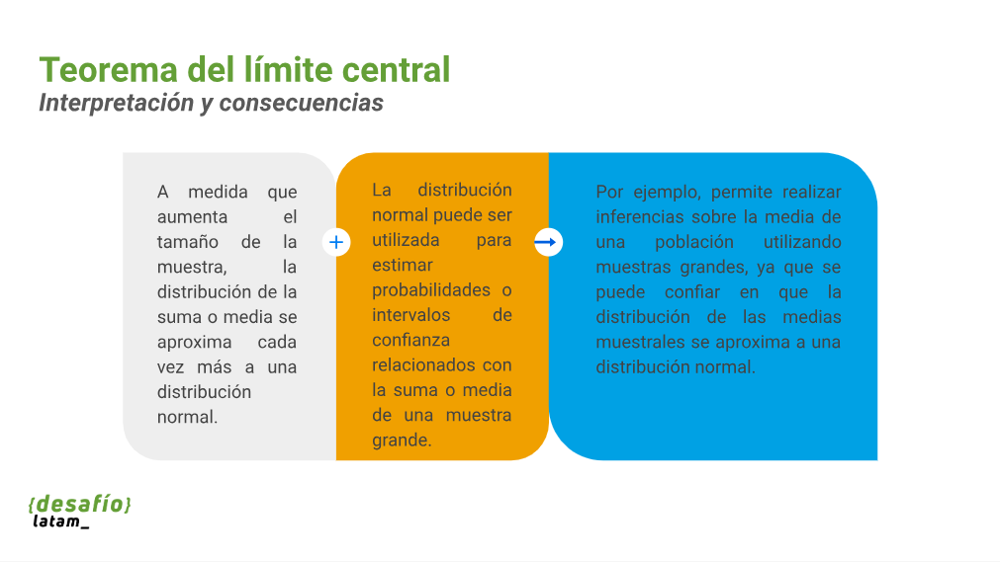 Teorema del límite central
Interpretación y consecuencias
A medida que
aumenta el
tamaño de la
muestra, la
distribución de la
suma o media se
aproxima cada
vez más a una
distribución
normal.
La distribución
normal puede ser
utilizada para
estimar
probabilidades o
intervalos de
confianza
relacionados con
la suma o media
de una muestra
grande.
Por ejemplo, permite realizar
inferencias sobre la media de
una población utilizando
muestras grandes, ya que se
puede confiar en que la
distribución de las medias
muestrales se aproxima a una
distribución normal.
{desafío}
latam_